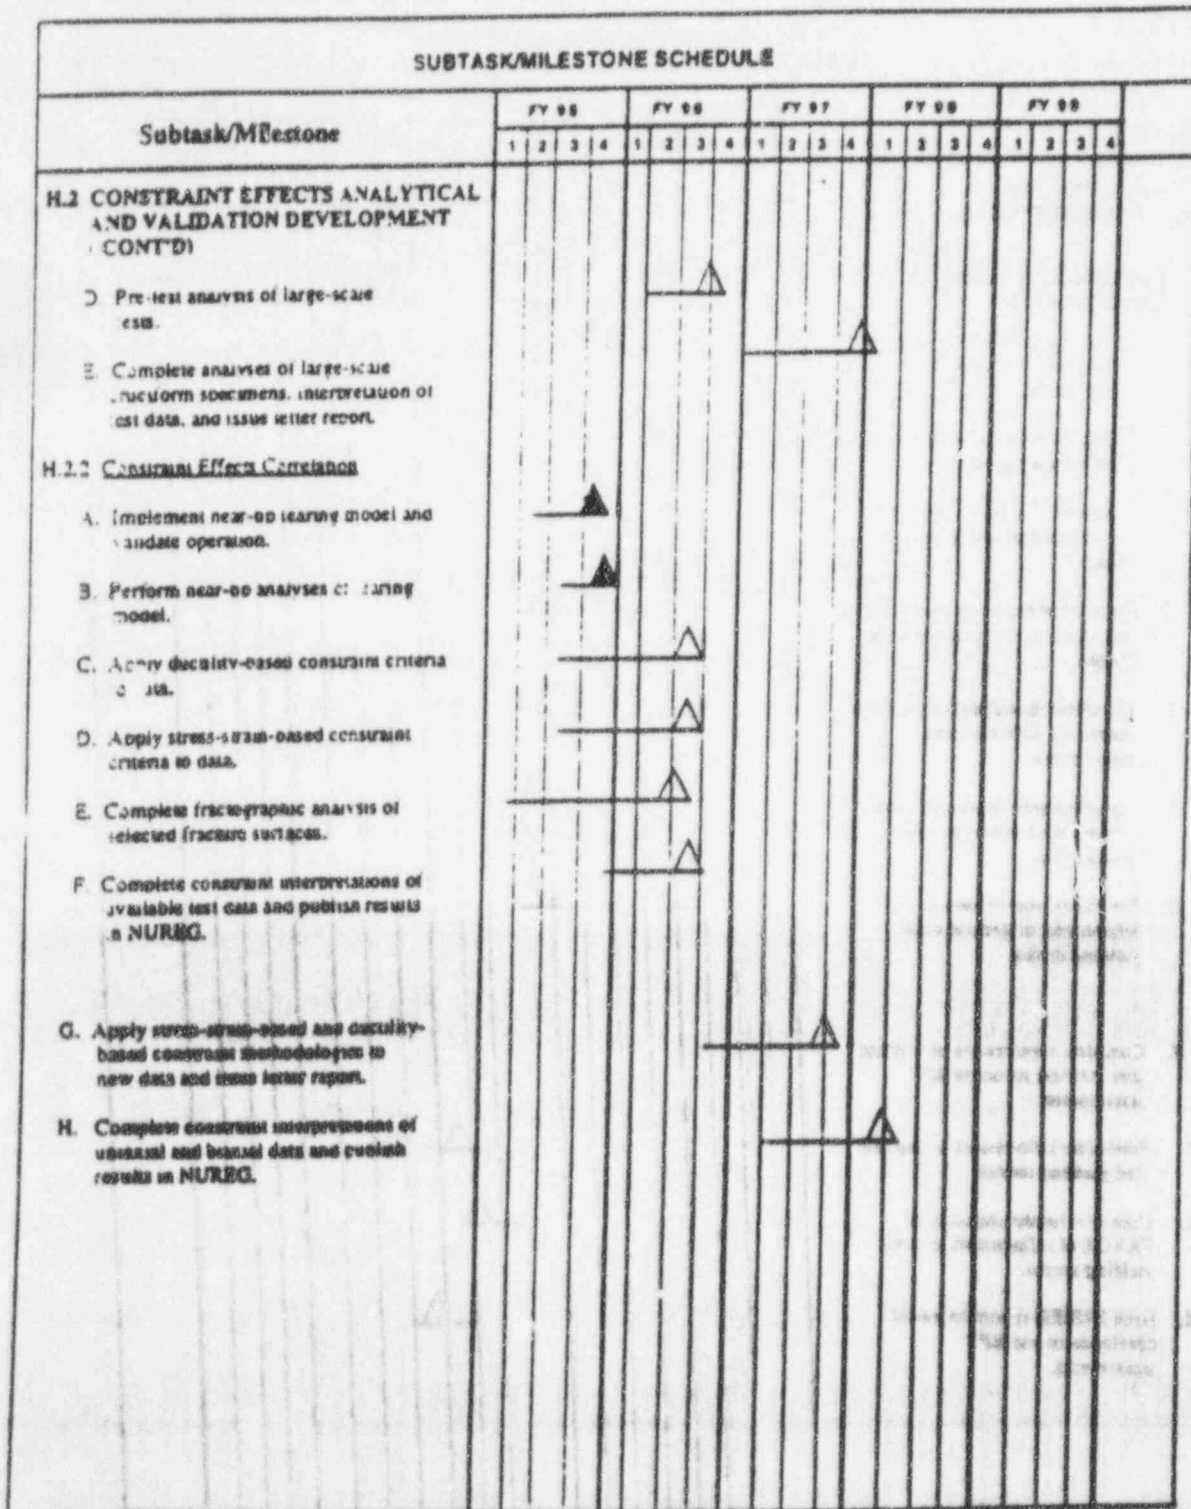 SUBTASK/MILESTONE SCHEDULE
Subtask/Milestone
FY 95 FY 96 FY 97 FY 98 FY 99
1 2 3 4 1 2 3 4 1 2 3 4 1 2 3 4 1 2 3 4
H.2 CONSTRAINT EFFECTS ANALYTICAL
AND VALIDATION DEVELOPMENT
CONT'D)
D. Pre-test analysis of large-scale
tests.
E. Complete analyses of large-scale
cruciform specimens, interpretation of
test data, and issue letter report.
H.2.2 Constraint Effects Correlation
A. Implement near-tip tearing model and
validate operation.
B. Perform near-tip analyses of tearing
model.
C. Apply ductility-based constraint criteria
to data.
D. Apply stress-strain-based constraint
criteria to data.
E. Complete fractographic analysis of
selected fracture surfaces.
F. Complete constraint interpretations of
available test data and publish results
in NUREG.
G. Apply stress-strain-based and ductility-
based constraint methodologies to
new data and issue letter report.
H. Complete constraint interpretations of
uniaxial and biaxial data and publish
results in NUREG.